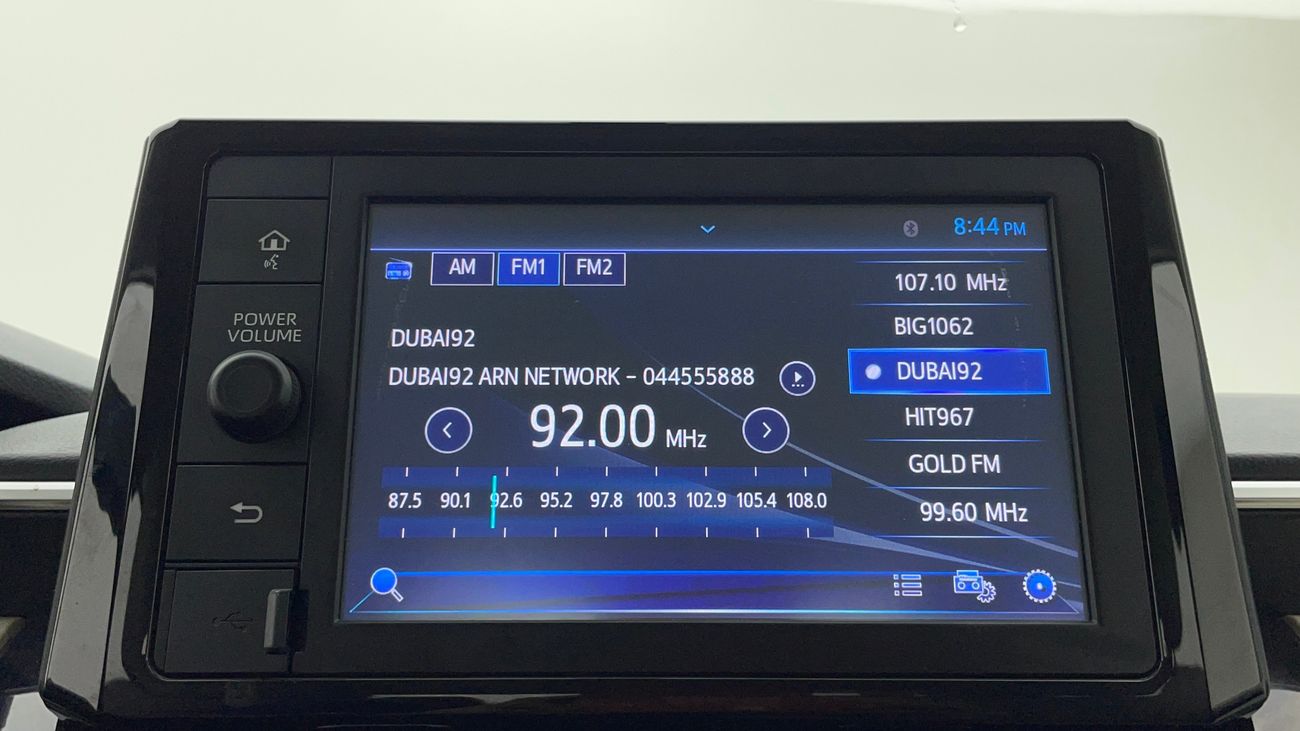 8:44 PM
AM FM1 FM2
107.10 MHz
POWER
VOLUME
BIG1062
DUBAI92
DUBAI92
DUBAI92 ARN NETWORK - 044555888
92.00 MHz
HIT967
GOLD FM
87.5 90.1 92.6 95.2 97.8 100.3 102.9 105.4 108.0
99.60 MHz